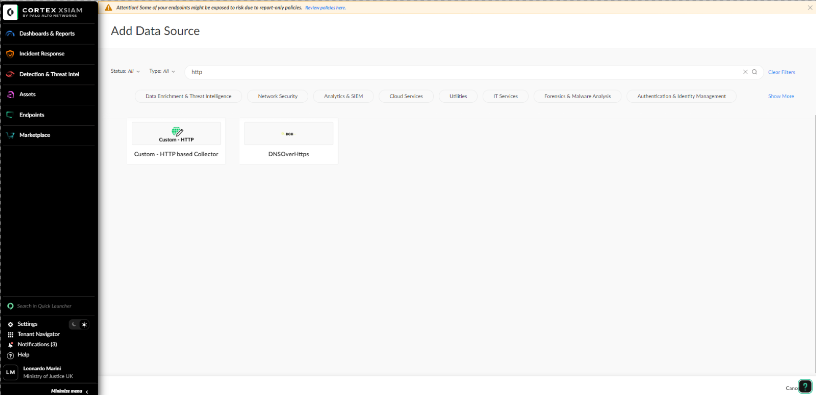 CORTEX XSIAM
BY PALO ALTO NETWORKS
Dashboards & Reports
Incident Response
Detection & Threat Intel
Assets
Endpoints
Marketplace
Search in Quick Launcher
Settings
Tenant Navigator
Notifications (3)
Help
LM
Leonardo Marini
Ministry of Justice UK
Minimize menu
Attention! Some of your endpoints might be exposed to risk due to report-only policies. Review policies here.
Add Data Source
Status: All
Type: All
http
Clear Filters
Data Enrichment & Threat Intelligence
Network Security
Analytics & SIEM
Cloud Services
Utilities
IT Services
Forensics & Malware Analysis
Authentication & Identity Management
Show More
Custom - HTTP
Custom - HTTP based Collector
DNSOverHttps
Canc
?